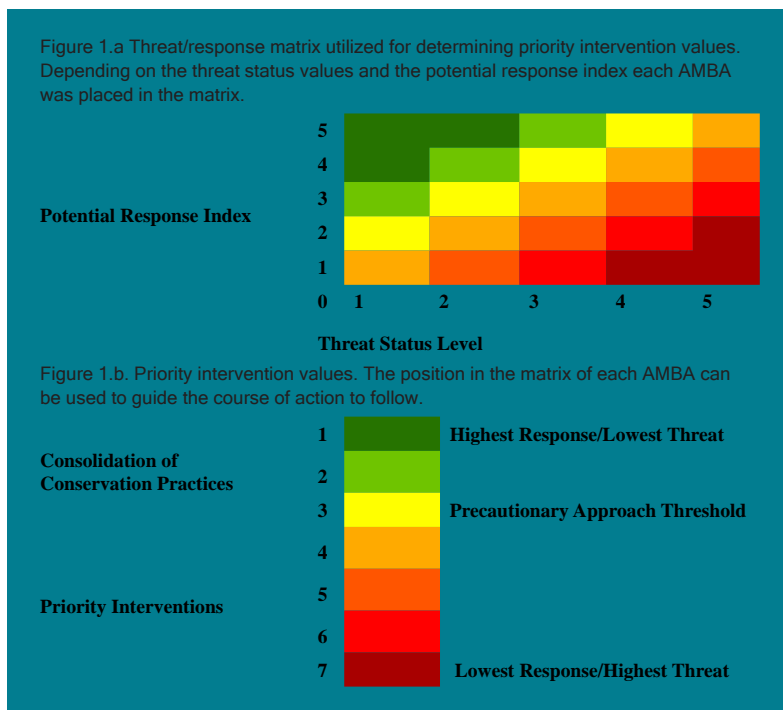 Figure 1.a Threat/response matrix utilized for determining priority intervention values.
Depending on the threat status values and the potential response index each AMBA
was placed in the matrix.
5
4
3
Potential Response Index
2
1
0 1 2 3 4 5
Threat Status Level
Figure 1.b. Priority intervention values. The position in the matrix of each AMBA can
be used to guide the course of action to follow.
1 Highest Response/Lowest Threat
Consolidation of
Conservation Practices
2
3 Precautionary Approach Threshold
4
5
Priority Interventions
6
7 Lowest Response/Highest Threat